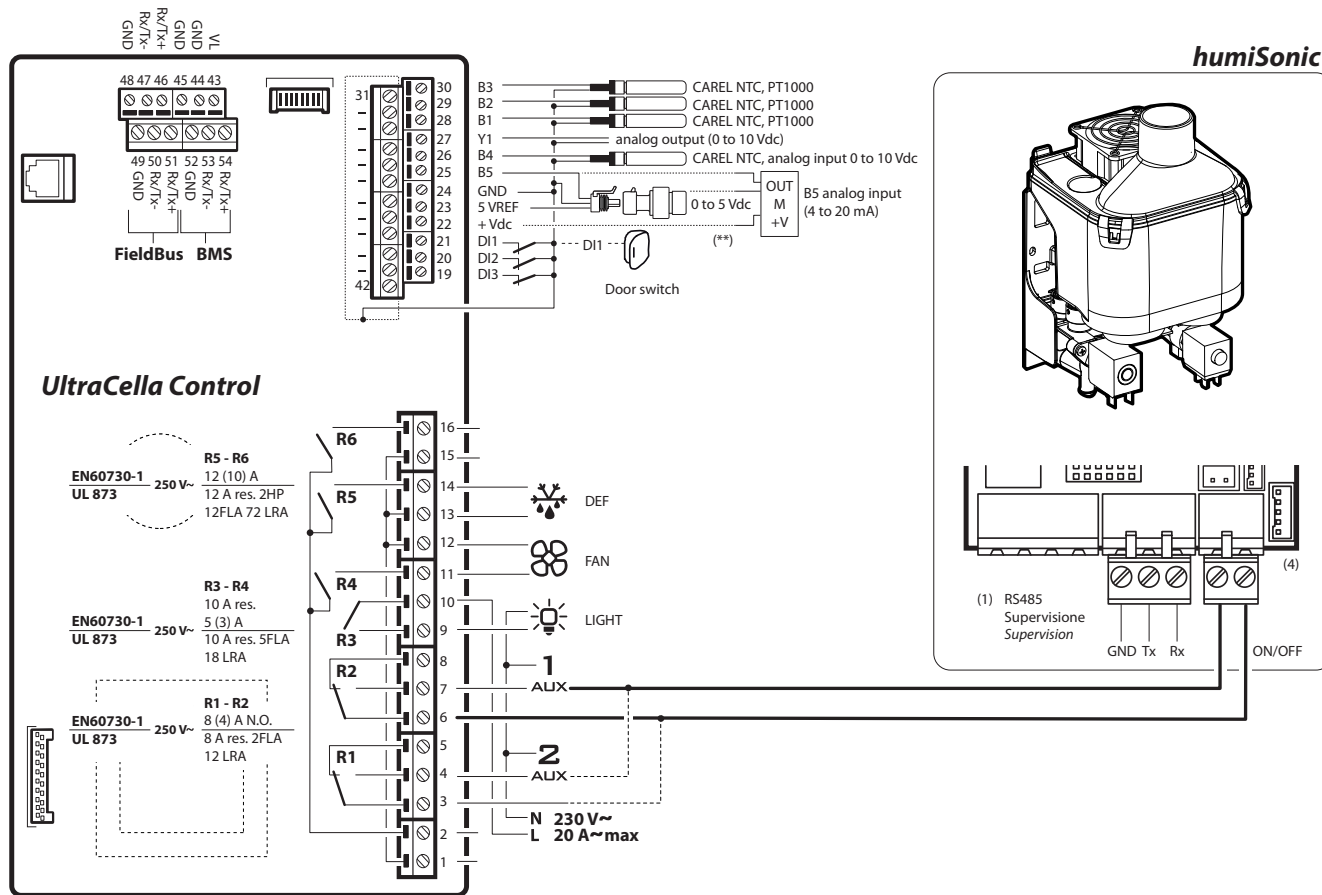 GND
Rx/Tx-
Rx/Tx+
GND
GND
VL
48 47 46 45 44 43
49 50 51 52 53 54
GND
Rx/Tx-
Rx/Tx+
GND
Rx/Tx-
Rx/Tx+
FieldBus BMS
31
42
30 B3 CAREL NTC, PT1000
29 B2 CAREL NTC, PT1000
28 B1 CAREL NTC, PT1000
27 Y1 analog output (0 to 10 Vdc)
26 B4 CAREL NTC, analog input 0 to 10 Vdc
25 B5
24 GND
23 5 VREF
22 + Vdc
21 DI1
20 DI2
19 DI3
0 to 5 Vdc
(**)
OUT
M
+V
B5 analog input
(4 to 20 mA)
DI1
Door switch
humiSonic
UltraCella Control
R5 - R6
EN60730-1
UL 873
250 V~
12 (10) A
12 A res. 2HP
12FLA 72 LRA
R3 - R4
EN60730-1
UL 873
250 V~
10 A res.
5 (3) A
10 A res. 5FLA
18 LRA
R1 - R2
EN60730-1
UL 873
250 V~
8 (4) A N.O.
8 A res. 2FLA
12 LRA
R6
R5
R4
R3
R2
R1
16
15
14
13
12
11
10
9
8
7
6
5
4
3
2
1
DEF
FAN
LIGHT
1
AUX
2
AUX
N 230 V~
L 20 A~max
(1) RS485
Supervisione
Supervision
GND Tx Rx
ON/OFF
(4)